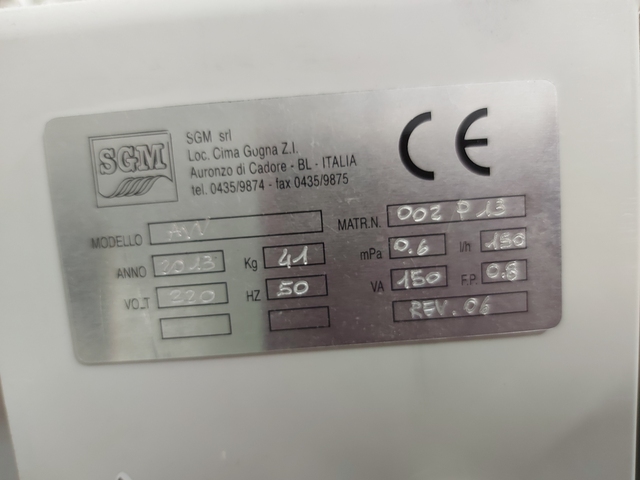 SGM
SGM srl
Loc. Cima Gogna Z.I.
Auronzo di Cadore - BL - ITALIA
tel. 0435/9874 - fax 0435/9875
CE
MODELLO AW MATR.N. 002 P 13
ANNO 2013 Kg 41 mPa 0.6 l/h 150
VOLT 220 HZ 50 VA 150 F.P. 0.8
REV. 06